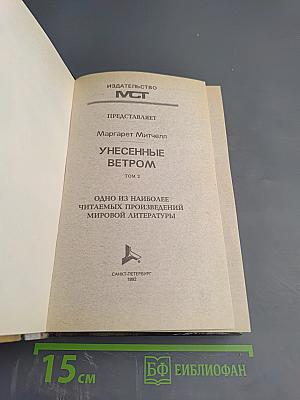 ИЗДАТЕЛЬСТВО
МСТ
ПРЕДСТАВЛЯЕТ
Маргарет Митчелл
УНЕСЕННЫЕ
ВЕТРОМ
ТОМ 2
ОДНО ИЗ НАИБОЛЕЕ
ЧИТАЕМЫХ ПРОИЗВЕДЕНИЙ
МИРОВОЙ ЛИТЕРАТУРЫ
САНКТ-ПЕТЕРБУРГ
1992
15 см
БФ БИБЛИОФАН